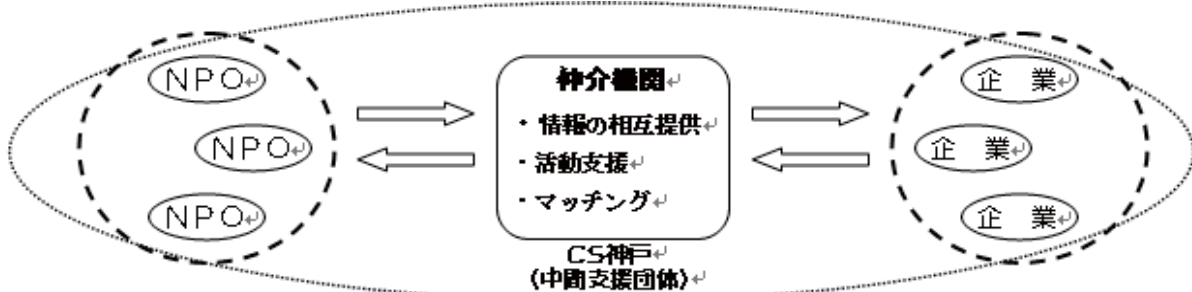 NPO
NPO
NPO
仲介機関
・情報の相互提供
・活動支援
・マッチング
CS神戸
(中間支援団体)
企 業
企 業
企 業